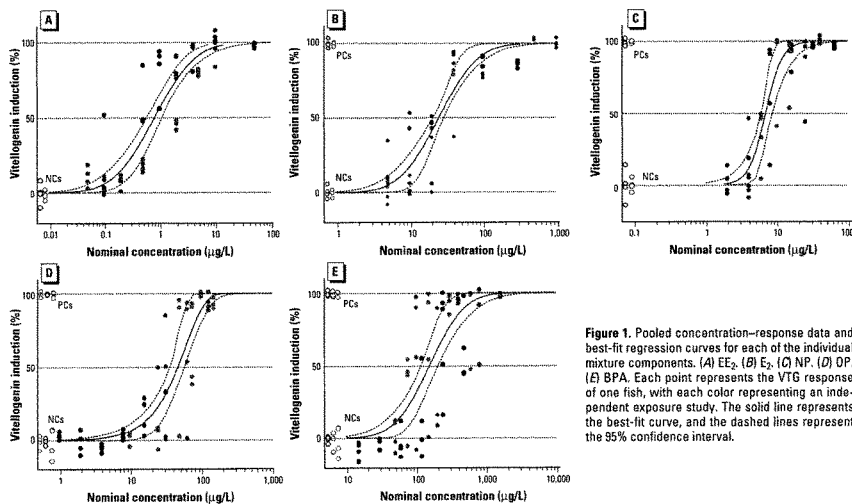 A
B
C
Vitellogenin induction (%)
100
50
0
NCs
0.01
0.1
1
10
100
Nominal concentration (µg/L)
Vitellogenin induction (%)
100
50
0
PCs
NCs
1
10
100
1,000
Nominal concentration (µg/L)
Vitellogenin induction (%)
100
50
0
PCs
NCs
0.1
1
10
100
Nominal concentration (µg/L)
D
E
Vitellogenin induction (%)
100
50
0
PCs
NCs
1
10
100
1,000
Nominal concentration (µg/L)
Vitellogenin induction (%)
100
50
0
PCs
NCs
10
100
1,000
10,000
Nominal concentration (µg/L)
Figure 1. Pooled concentration–response data and
best-fit regression curves for each of the individual
mixture components. (A) EE₂. (B) E₂. (C) NP. (D) OP.
(E) BPA. Each point represents the VTG response
of one fish, with each color representing an inde-
pendent exposure study. The solid line represents
the best-fit curve, and the dashed lines represent
the 95% confidence interval.